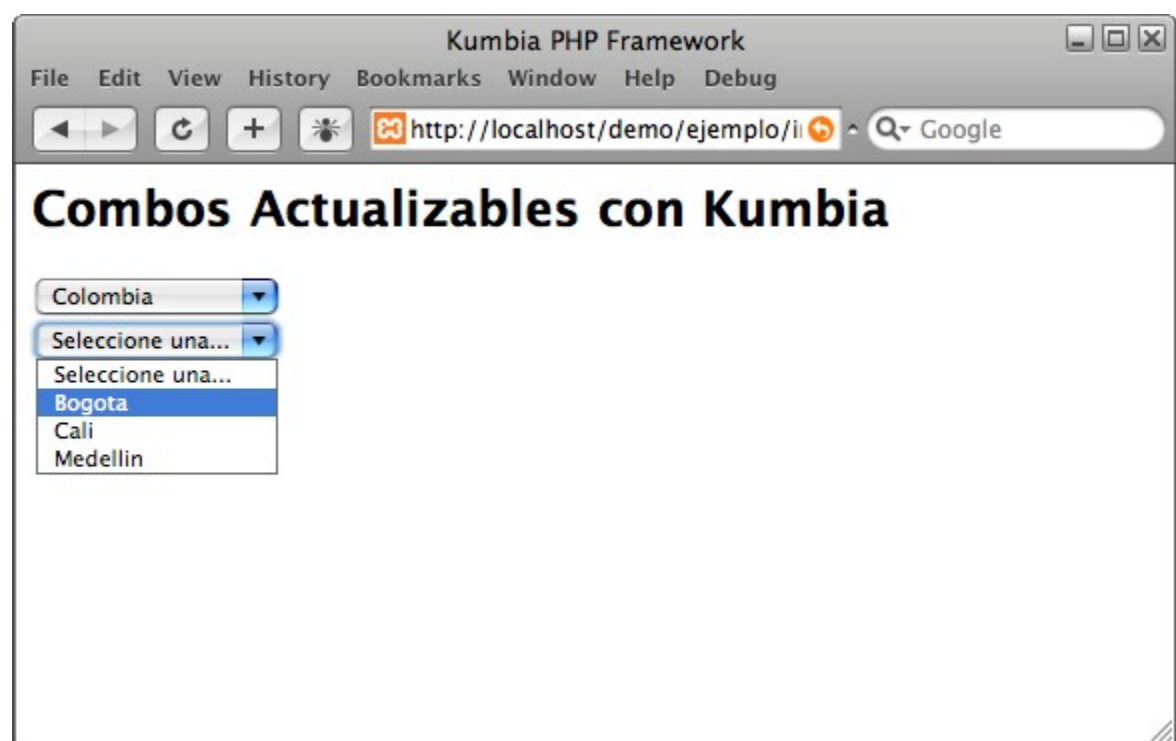 Kumbia PHP Framework
File Edit View History Bookmarks Window Help Debug
http://localhost/demo/ejemplo/i Google
Combos Actualizables con Kumbia
Colombia
Seleccione una...
Seleccione una...
Bogota
Cali
Medellin